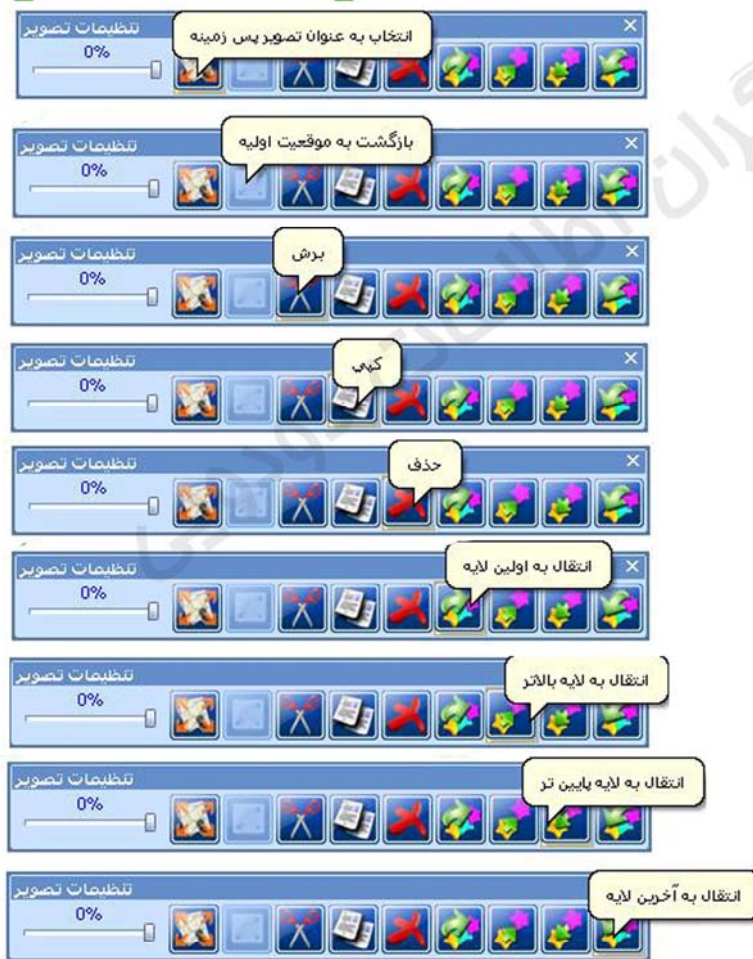 تنظیمات تصویر
0%
انتخاب به عنوان تصویر پس زمینه
تنظیمات تصویر
0%
بازگشت به موقعیت اولیه
تنظیمات تصویر
0%
برش
تنظیمات تصویر
0%
کپی
تنظیمات تصویر
0%
حذف
تنظیمات تصویر
0%
انتقال به اولین لایه
تنظیمات تصویر
0%
انتقال به لایه بالاتر
تنظیمات تصویر
0%
انتقال به لایه پایین تر
تنظیمات تصویر
0%
انتقال به آخرین لایه